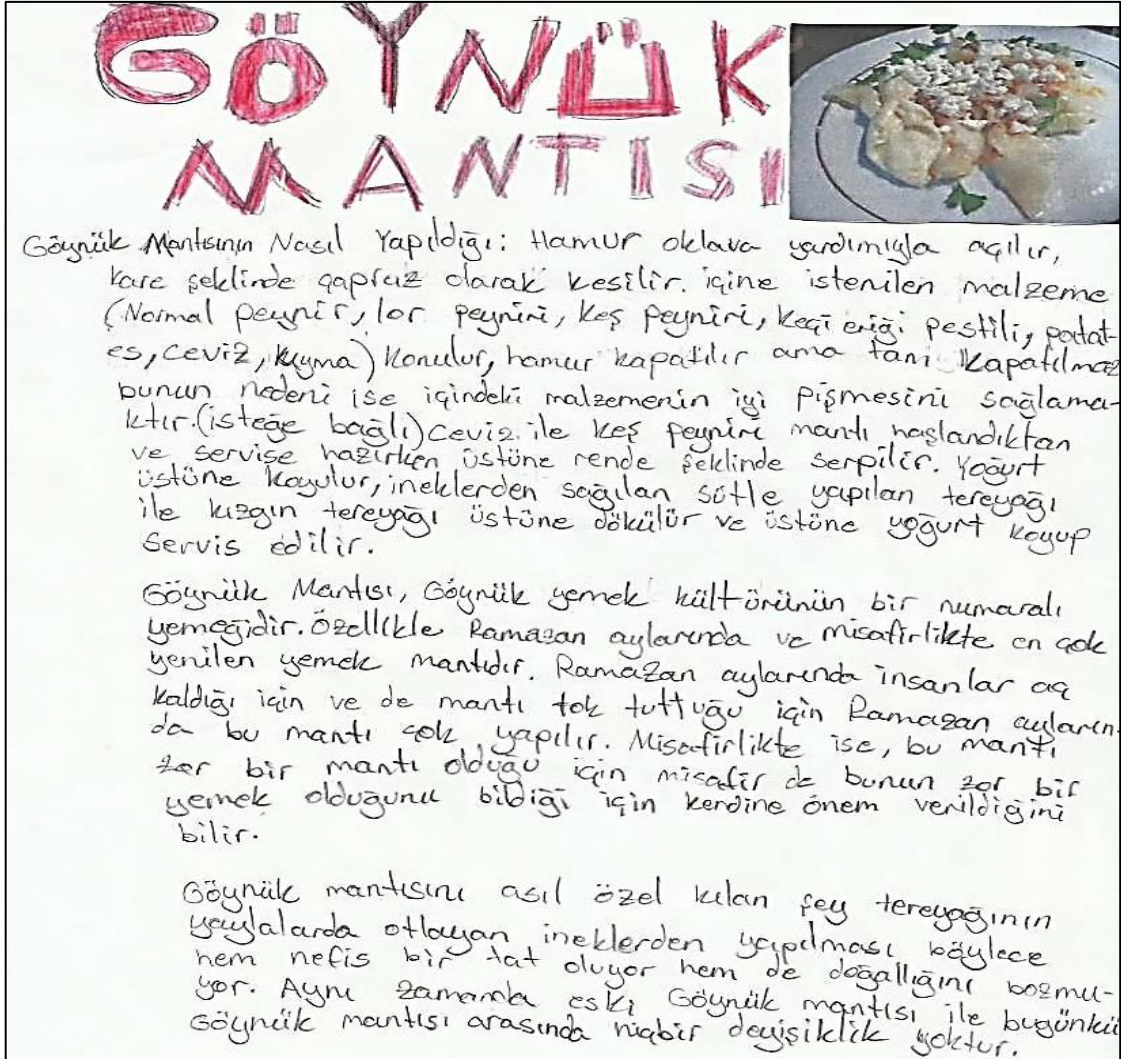 GÖYNÜK
MANTISI
Göynük Mantısının Nasıl Yapıldığı: Hamur oklava yardımıyla açılır,
kare şeklinde çapraz olarak kesilir. içine istenilen malzeme
(Normal peynir, lor peyniri, keş peyniri, keçi eriği pestili, patat-
es, ceviz, kıyma) konulur, hamur kapatılır ama tam kapatılmaz
bunun nedeni ise içindeki malzemenin iyi pişmesini sağlama-
ktır. (isteğe bağlı) ceviz ile keş peyniri mantı haşlandıktan
ve servise hazırken üstüne rende şeklinde serpilir. Yoğurt
üstüne koyulur, ineklerden sağılan sütle yapılan tereyağı
ile kızgın tereyağı üstüne dökülür ve üstüne yoğurt koyup
servis edilir.
Göynük Mantısı, Göynük yemek kültürünün bir numaralı
yemeğidir. Özellikle Ramazan aylarında ve misafirlikte en çok
yenilen yemek mantıdır. Ramazan aylarında insanlar aç
kaldığı için ve de mantı tok tuttuğu için Ramazan ayların-
da bu mantı çok yapılır. Misafirlikte ise, bu mantı
zor bir mantı olduğu için misafir de bunun zor bir
yemek olduğunu bildiği için kendine önem verildiğini
bilir.
Göynük mantısını asıl özel kılan şey tereyağının
yaylalarda otlayan ineklerden yapılması böylece
hem nefis bir tat oluyor hem de doğallığını bozmu-
yor. Aynı zamanda eski Göynük mantısı ile bugünkü
Göynük mantısı arasında hiçbir deyişiklik yoktur.